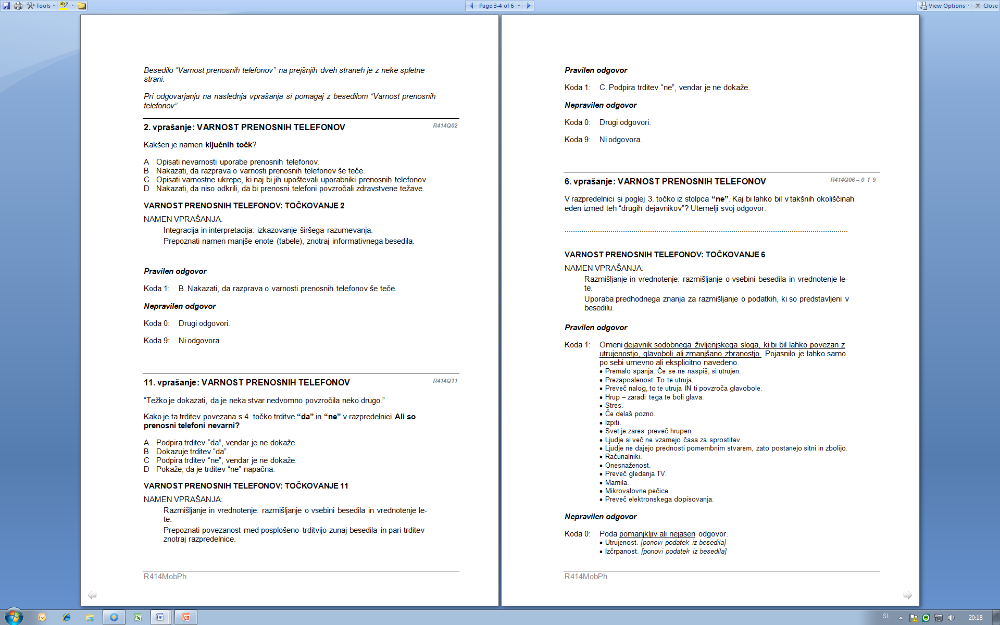 Tools
Page 3-4 of 6
View Options
Close
Besedilo “Varnost prenosnih telefonov” na prejšnjih dveh straneh je z neke spletne
strani.
Pri odgovarjanju na naslednja vprašanja si pomagaj z besedilom “Varnost prenosnih
telefonov”.
2. vprašanje: VARNOST PRENOSNIH TELEFONOV R414Q02
Kakšen je namen ključnih točk?
A Opisati nevarnosti uporabe prenosnih telefonov.
B Nakazati, da razprava o varnosti prenosnih telefonov še teče.
C Opisati varnostne ukrepe, ki naj bi jih upoštevali uporabniki prenosnih telefonov.
D Nakazati, da niso odkrili, da bi prenosni telefoni povzročali zdravstvene težave.
VARNOST PRENOSNIH TELEFONOV: TOČKOVANJE 2
NAMEN VPRAŠANJA:
Integracija in interpretacija: izkazovanje širšega razumevanja.
Prepoznati namen manjše enote (tabele), znotraj informativnega besedila.
Pravilen odgovor
Koda 1: B. Nakazati, da razprava o varnosti prenosnih telefonov še teče.
Nepravilen odgovor
Koda 0: Drugi odgovori.
Koda 9: Ni odgovora.
11. vprašanje: VARNOST PRENOSNIH TELEFONOV R414Q11
“Težko je dokazati, da je neka stvar nedvomno povzročila neko drugo.”
Kako je ta trditev povezana s 4. točko trditve “da” in “ne” v razpredelnici Ali so
prenosni telefoni nevarni?
A Podpira trditev “da”, vendar je ne dokaže.
B Dokazuje trditev “da”.
C Podpira trditev “ne”, vendar je ne dokaže.
D Pokaže, da je trditev “ne” napačna.
VARNOST PRENOSNIH TELEFONOV: TOČKOVANJE 11
NAMEN VPRAŠANJA:
Razmišljanje in vrednotenje: razmišljanje o vsebini besedila in vrednotenje le-
te.
Prepoznati povezanost med posplošeno trditvijo zunaj besedila in pari trditev
znotraj razpredelnice.
R414MobPh
Pravilen odgovor
Koda 1: C. Podpira trditev “ne”, vendar je ne dokaže.
Nepravilen odgovor
Koda 0: Drugi odgovori.
Koda 9: Ni odgovora.
6. vprašanje: VARNOST PRENOSNIH TELEFONOV R414Q06 – 0 1 9
V razpredelnici si poglej 3. točko iz stolpca “ne”. Kaj bi lahko bil v takšnih okoliščinah
eden izmed teh “drugih dejavnikov”? Utemelji svoj odgovor.
VARNOST PRENOSNIH TELEFONOV: TOČKOVANJE 6
NAMEN VPRAŠANJA:
Razmišljanje in vrednotenje: razmišljanje o vsebini besedila in vrednotenje le-
te.
Uporaba predhodnega znanja za razmišljanje o podatkih, ki so predstavljeni v
besedilu.
Pravilen odgovor
Koda 1: Omeni dejavnik sodobnega življenjskega sloga, ki bi bil lahko povezan z
utrujenostjo, glavoboli ali zmanjšano zbranostjo. Pojasnilo je lahko samo
po sebi umevno ali eksplicitno navedeno.
• Premalo spanja. Če se ne naspiš, si utrujen.
• Prezaposlenost. To te utruja.
• Preveč nalog, to te utruja IN ti povzroča glavobole.
• Hrup – zaradi tega te boli glava.
• Stres.
• Če delaš pozno.
• Izpiti.
• Svet je zares preveč hrupen.
• Ljudje si več ne vzamejo časa za sprostitev.
• Ljudje ne dajejo prednosti pomembnim stvarem, zato postanejo sitni in zbolijo.
• Računalniki.
• Onesnaženost.
• Preveč gledanja TV.
• Mamila.
• Mikrovalovne pečice.
• Preveč elektronskega dopisovanja.
Nepravilen odgovor
Koda 0: Poda pomanjkljiv ali nejasen odgovor.
• Utrujenost. [ponovi podatek iz besedila]
• Izčrpanost. [ponovi podatek iz besedila]
R414MobPh
SL
20:18